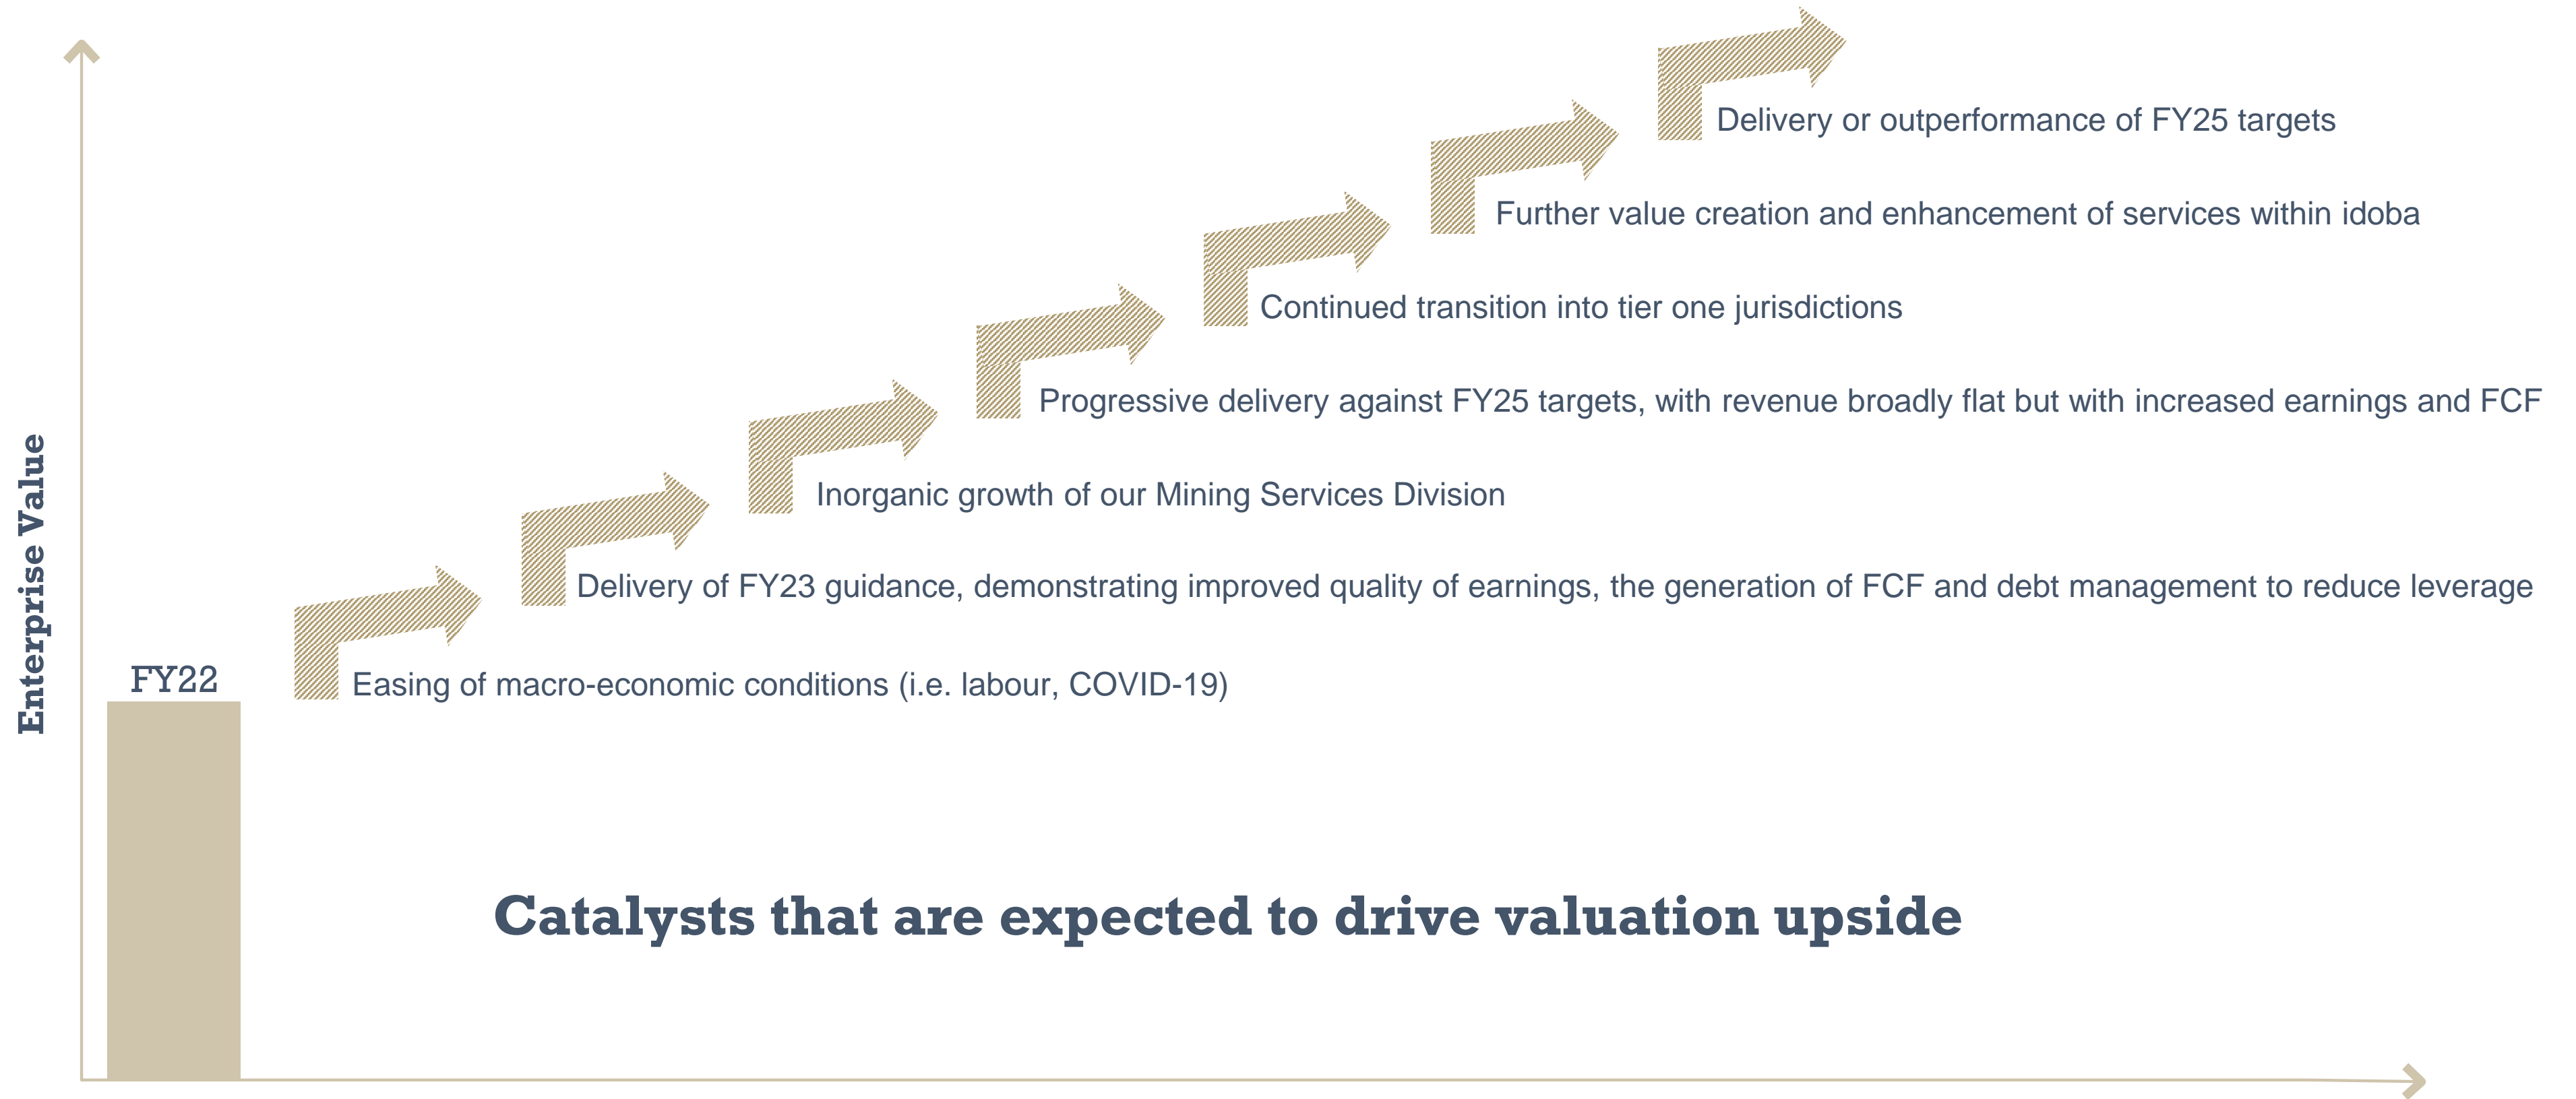 Delivery or outperformance of FY25 targets
Further value creation and enhancement of services within idoba
Continued transition into tier one jurisdictions
Progressive delivery against FY25 targets, with revenue broadly flat but with increased earnings and FCF
Inorganic growth of our Mining Services Division
Delivery of FY23 guidance, demonstrating improved quality of earnings, the generation of FCF and debt management to reduce leverage
Easing of macro-economic conditions (i.e. labour, COVID-19)
Enterprise Value
FY22
Catalysts that are expected to drive valuation upside